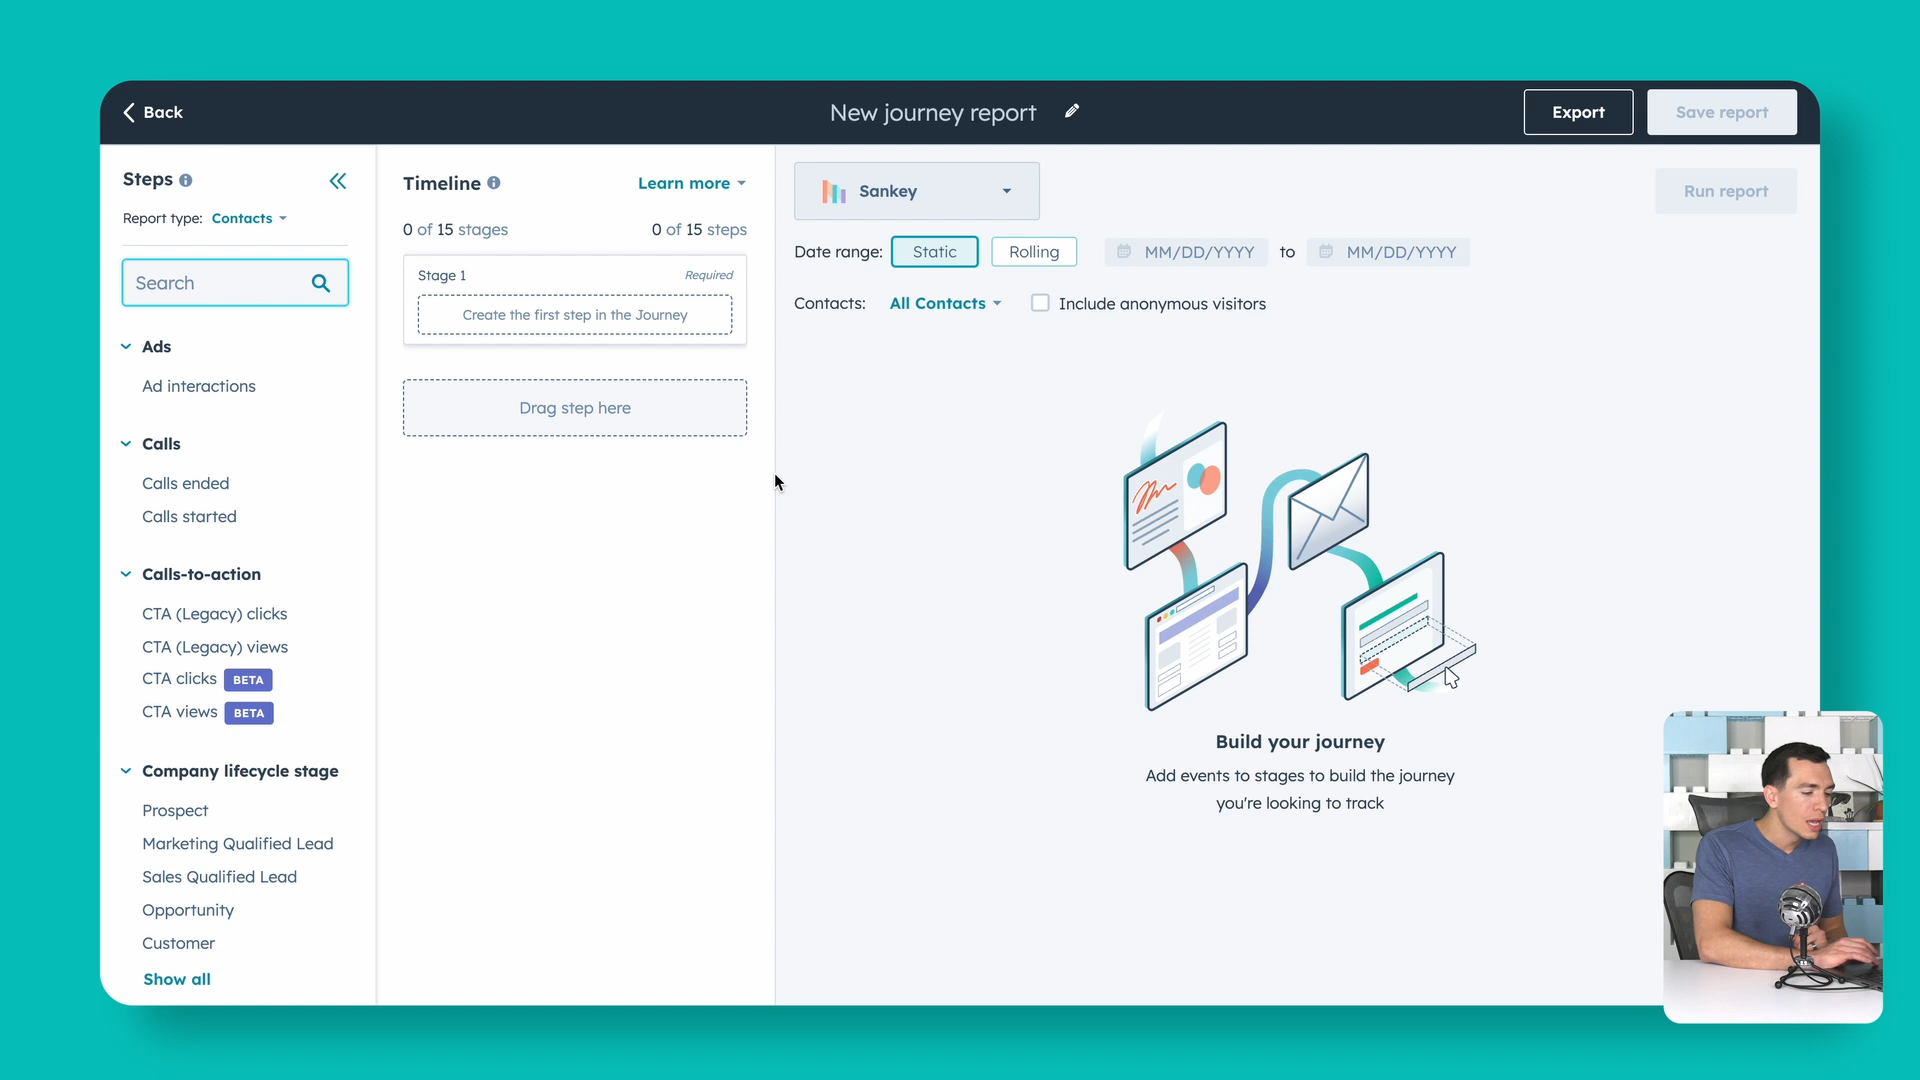 Back
New journey report
Export
Save report
Steps
Report type: Contacts
Search
Ads
Ad interactions
Calls
Calls ended
Calls started
Calls-to-action
CTA (Legacy) clicks
CTA (Legacy) views
CTA clicks BETA
CTA views BETA
Company lifecycle stage
Prospect
Marketing Qualified Lead
Sales Qualified Lead
Opportunity
Customer
Show all
Timeline
Learn more
0 of 15 stages
0 of 15 steps
Stage 1
Required
Create the first step in the Journey
Drag step here
Sankey
Run report
Date range: Static Rolling MM/DD/YYYY to MM/DD/YYYY
Contacts: All Contacts Include anonymous visitors
Build your journey
Add events to stages to build the journey
you're looking to track